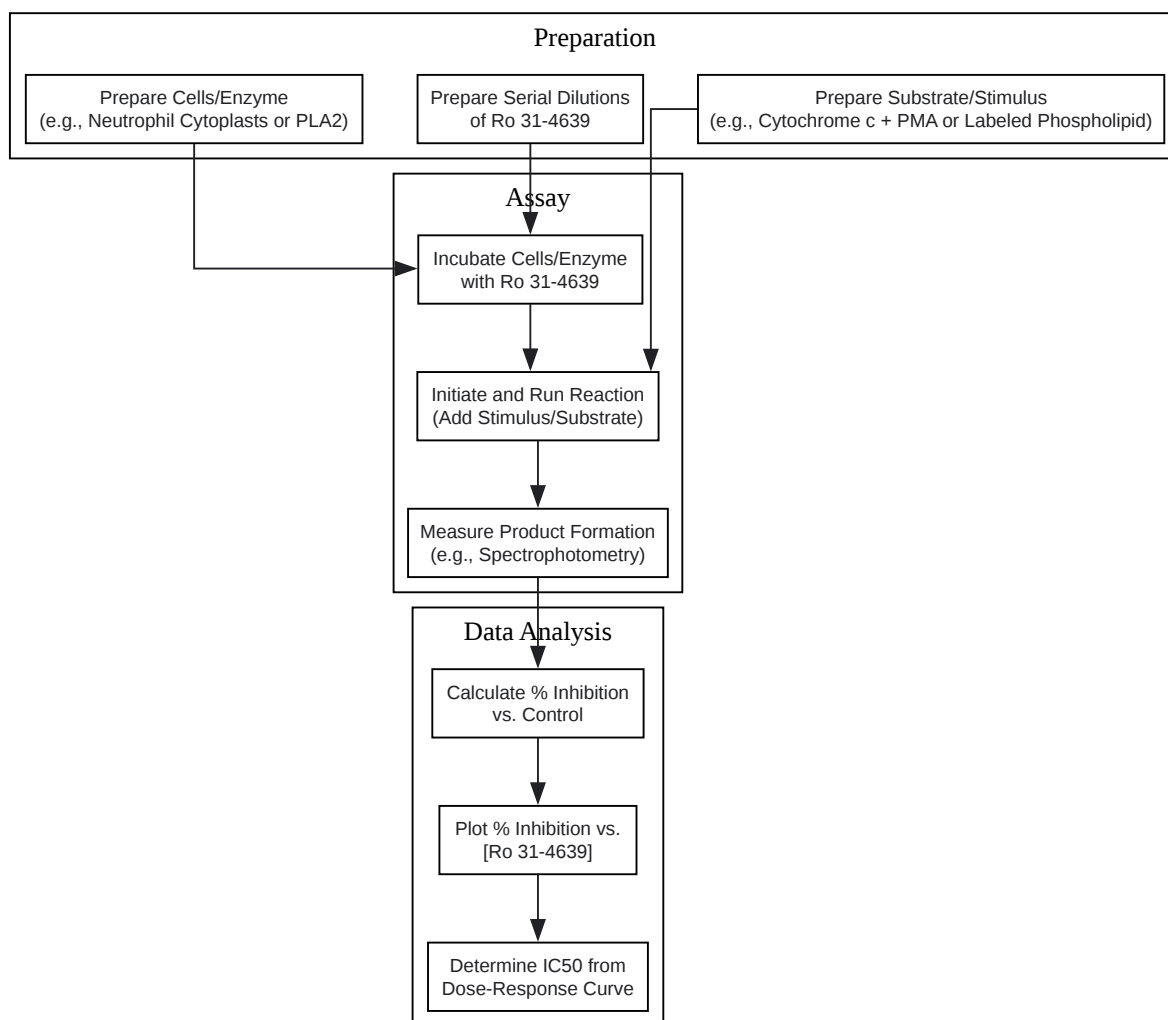 Preparation
Prepare Cells/Enzyme
(e.g., Neutrophil Cytoplasts or PLA2)
Prepare Serial Dilutions
of Ro 31-4639
Prepare Substrate/Stimulus
(e.g., Cytochrome c + PMA or Labeled Phospholipid)
Assay
Incubate Cells/Enzyme
with Ro 31-4639
Initiate and Run Reaction
(Add Stimulus/Substrate)
Measure Product Formation
(e.g., Spectrophotometry)
Data Analysis
Calculate % Inhibition
vs. Control
Plot % Inhibition vs.
[Ro 31-4639]
Determine IC50 from
Dose-Response Curve